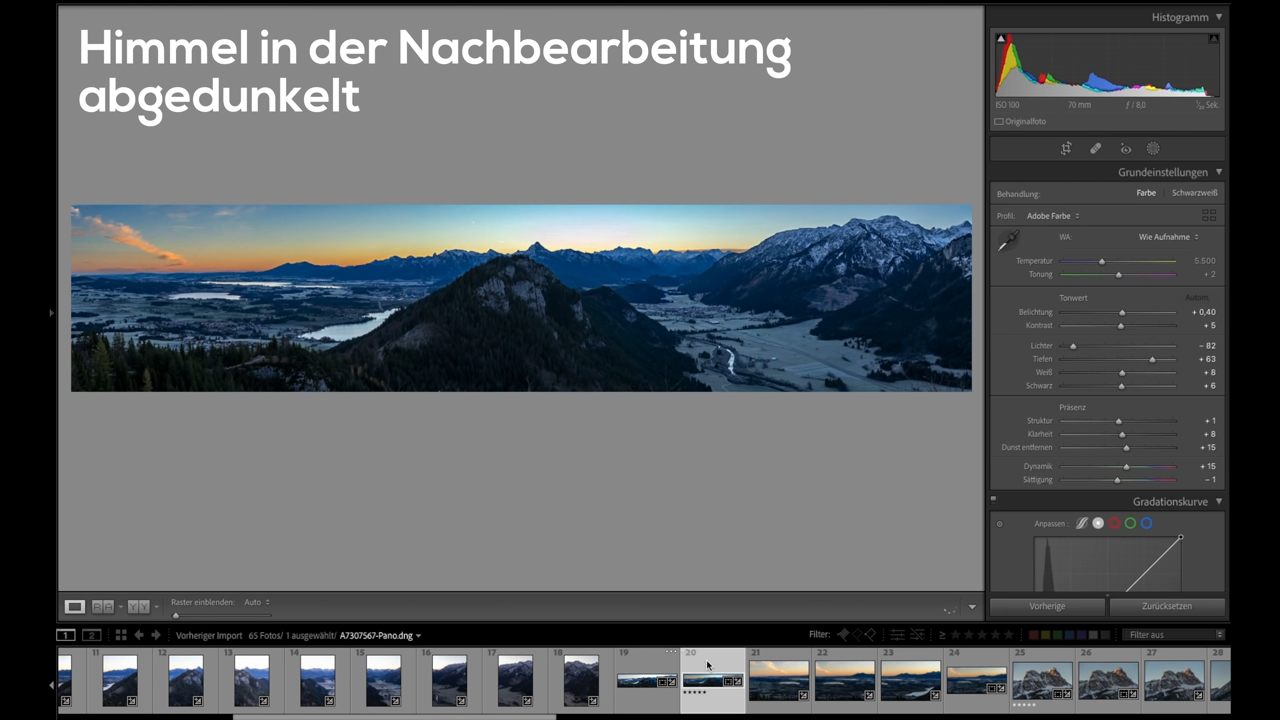 Himmel in der Nachbearbeitung
abgedunkelt
Histogramm
ISO 100 70 mm ƒ / 8,0 Sek.
Originalfoto
Grundeinstellungen
Behandlung: Farbe Schwarzweiß
Profil: Adobe Farbe
WA: Wie Aufnahme
Temperatur 5.500
Tonung + 2
Tonwert Autom.
Belichtung + 0,40
Kontrast + 5
Lichter − 82
Tiefen + 63
Weiß + 8
Schwarz + 6
Präsenz
Struktur + 1
Klarheit + 8
Dunst entfernen + 15
Dynamik + 15
Sättigung − 1
Gradationskurve
Anpassen :
Vorherige Zurücksetzen
Raster einblenden: Auto
1 2 Vorheriger Import 65 Fotos/ 1 ausgewählt/ A7307567-Pano.dng Filter: Filter aus
11 12 13 14 15 16 17 18 19 20 21 22 23 24 25 26 27 28